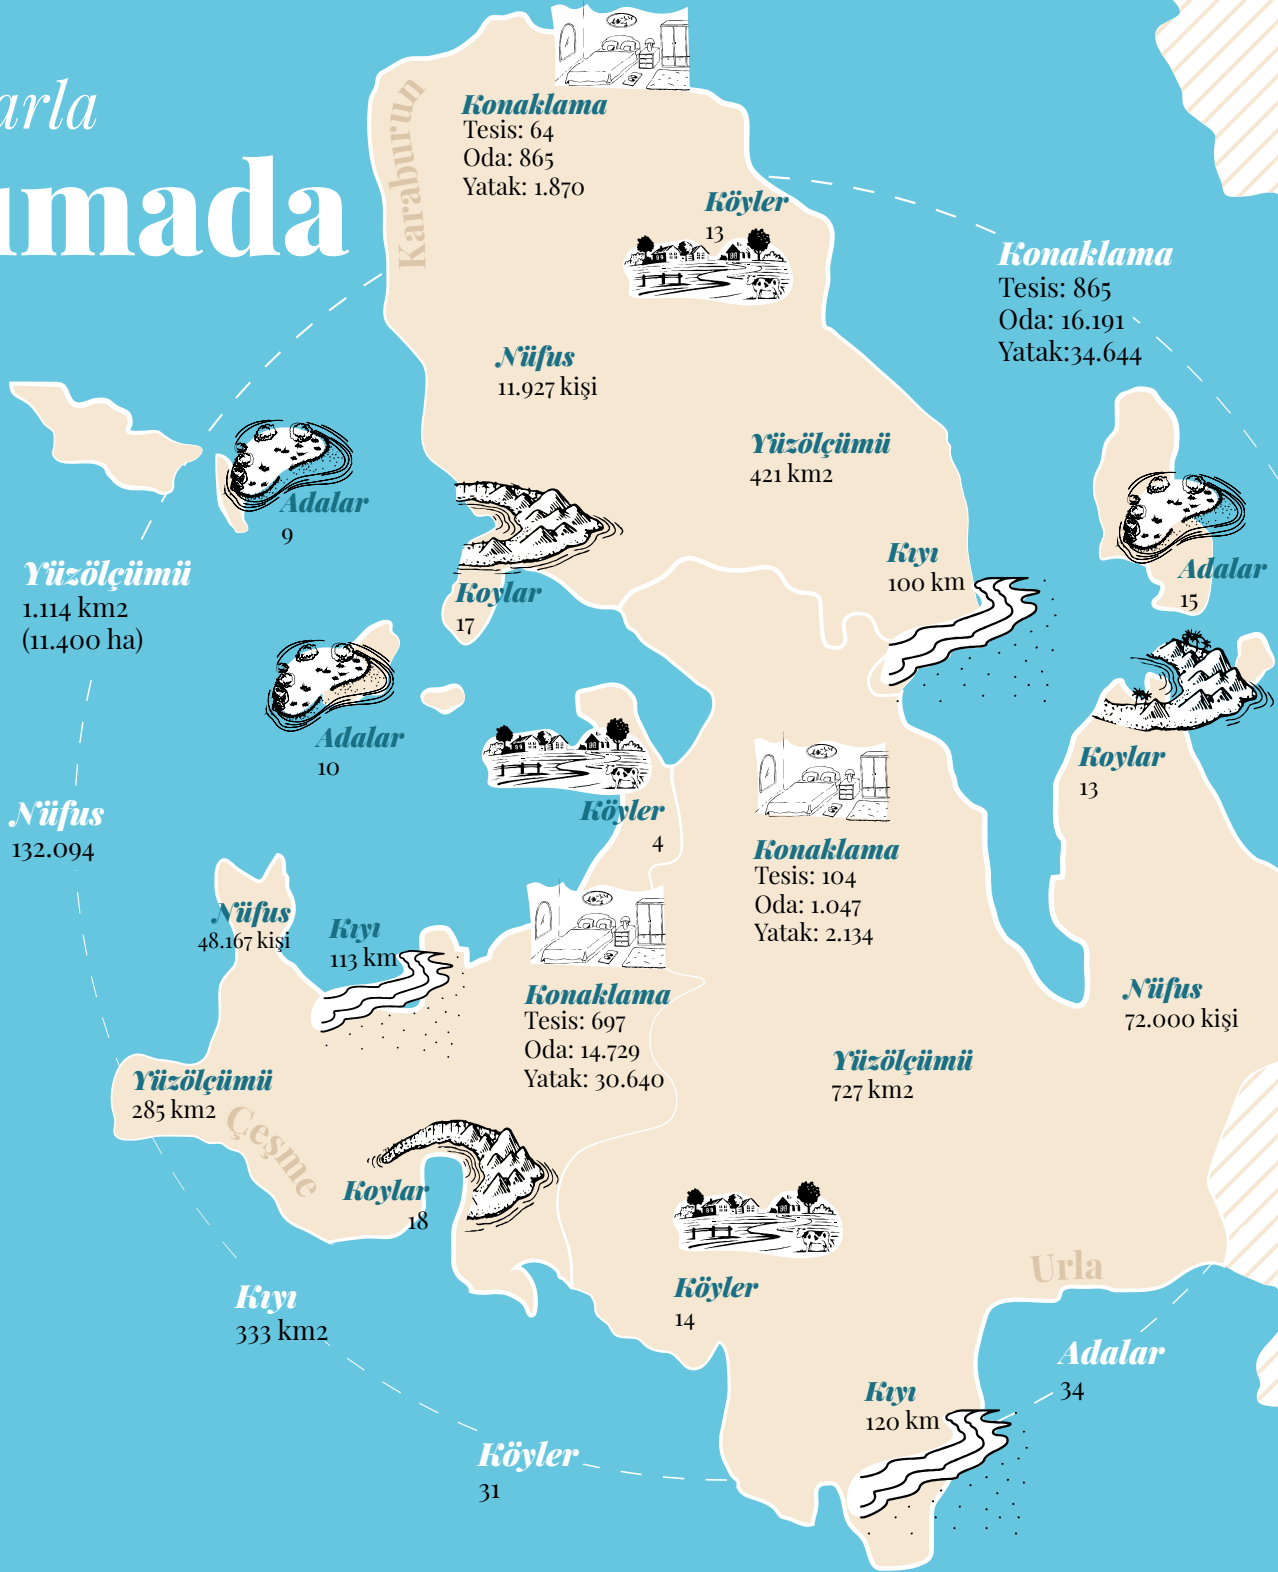 arla
ımada
Karaburun
Konaklama
Tesis: 64
Oda: 865
Yatak: 1.870
Köyler
13
Konaklama
Tesis: 865
Oda: 16.191
Yatak:34.644
Nüfus
11.927 kişi
Yüzölçümü
421 km2
Adalar
9
Kıyı
100 km
Adalar
15
Yüzölçümü
1.114 km2
(11.400 ha)
Koylar
17
Adalar
10
Koylar
13
Nüfus
132.094
Köyler
4
Konaklama
Tesis: 104
Oda: 1.047
Yatak: 2.134
Nüfus
48.167 kişi
Kıyı
113 km
Konaklama
Tesis: 697
Oda: 14.729
Yatak: 30.640
Nüfus
72.000 kişi
Yüzölçümü
285 km2
Yüzölçümü
727 km2
Çeşme
Koylar
18
Köyler
14
Urla
Kıyı
333 km2
Adalar
34
Kıyı
120 km
Köyler
31